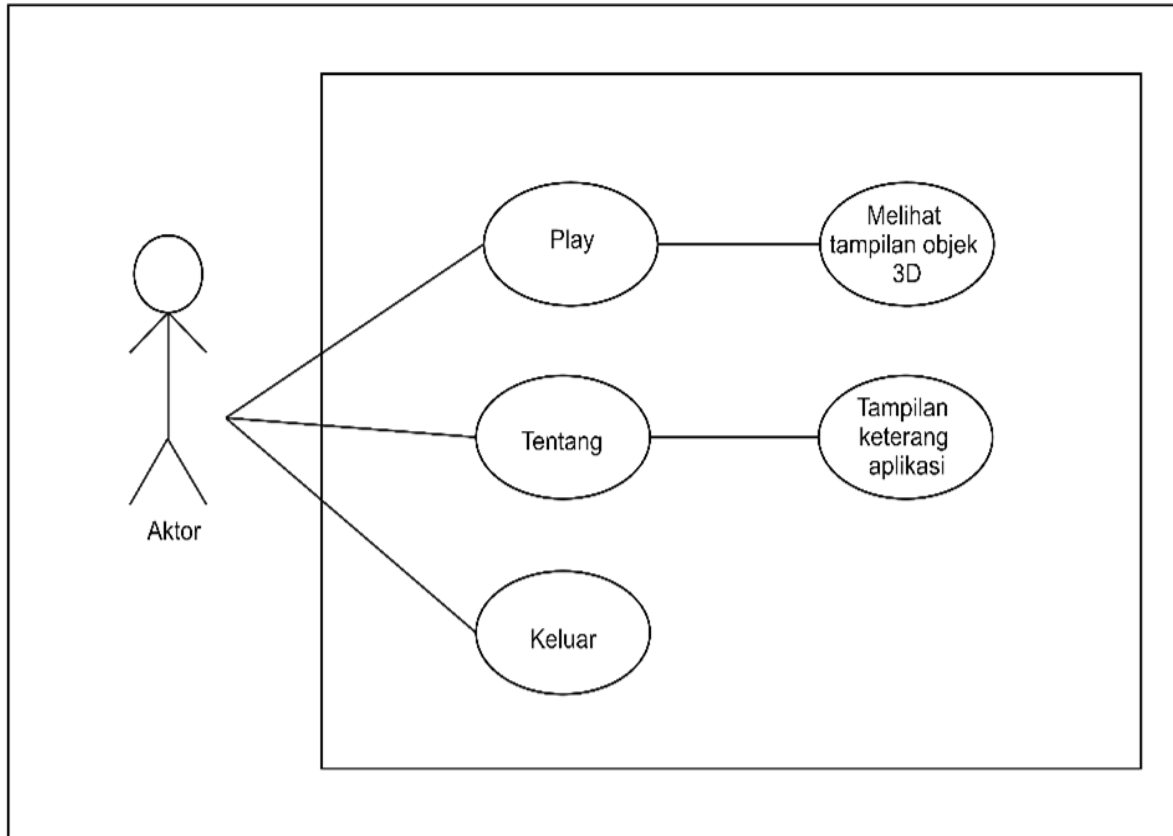 Play
Melihat
tampilan objek
3D
Tentang
Tampilan
keterang
aplikasi
Aktor
Keluar